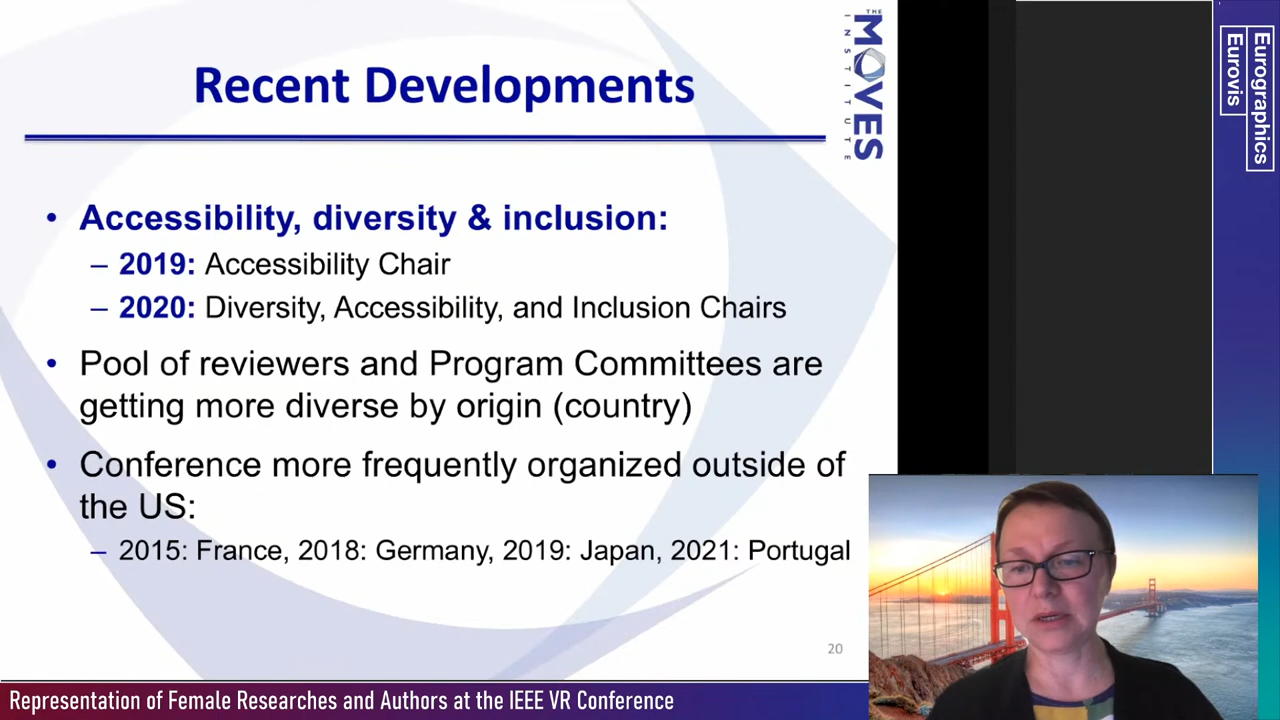 Recent Developments
THE
MOVES
INSTITUTE
Eurographics
Eurovis
• Accessibility, diversity & inclusion:
– 2019: Accessibility Chair
– 2020: Diversity, Accessibility, and Inclusion Chairs
• Pool of reviewers and Program Committees are
getting more diverse by origin (country)
• Conference more frequently organized outside of
the US:
– 2015: France, 2018: Germany, 2019: Japan, 2021: Portugal
20
Representation of Female Researches and Authors at the IEEE VR Conference